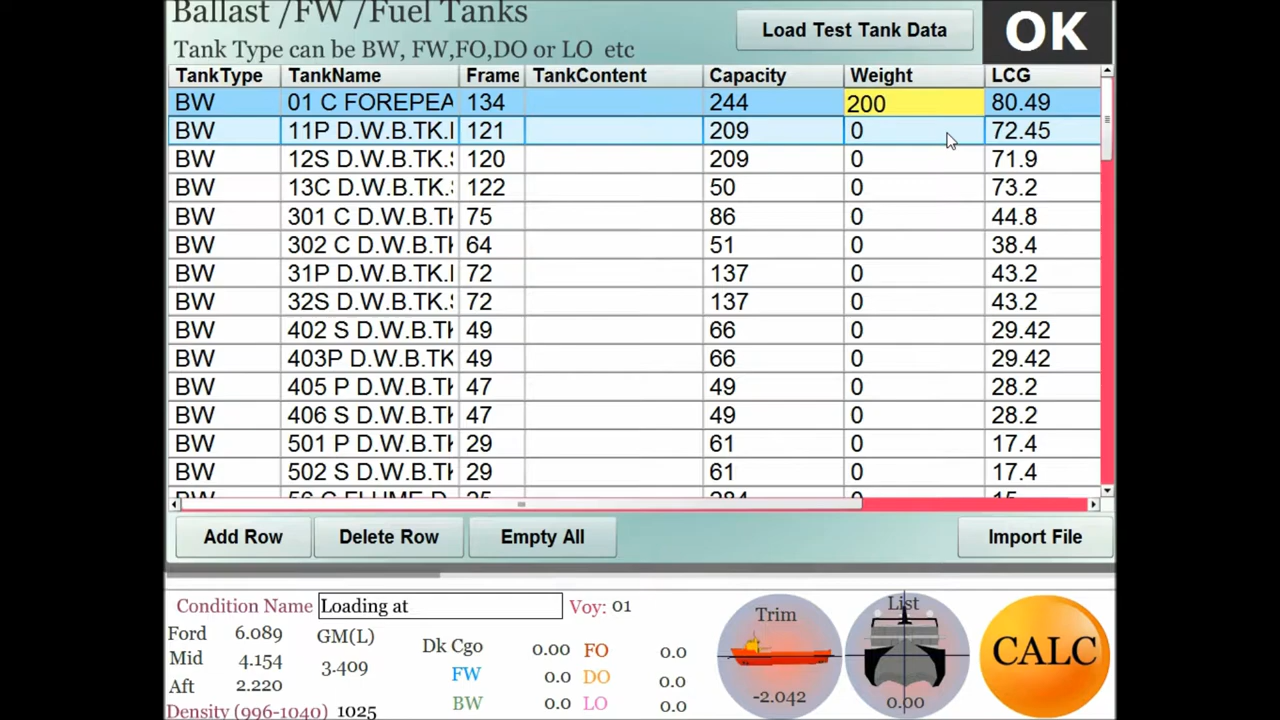 Ballast /FW /Fuel Tanks
Tank Type can be BW, FW,FO,DO or LO etc
Load Test Tank Data
OK
TankType TankName Frame TankContent Capacity Weight LCG
BW 01 C FOREPEA 134 244 200 80.49
BW 11P D.W.B.TK. 121 209 0 72.45
BW 12S D.W.B.TK. 120 209 0 71.9
BW 13C D.W.B.TK. 122 50 0 73.2
BW 301 C D.W.B.TK 75 86 0 44.8
BW 302 C D.W.B.TK 64 51 0 38.4
BW 31P D.W.B.TK. 72 137 0 43.2
BW 32S D.W.B.TK. 72 137 0 43.2
BW 402 S D.W.B.TK 49 66 0 29.42
BW 403P D.W.B.TK 49 66 0 29.42
BW 405 P D.W.B.TK 47 49 0 28.2
BW 406 S D.W.B.TK 47 49 0 28.2
BW 501 P D.W.B.TK 29 61 0 17.4
BW 502 S D.W.B.TK 29 61 0 17.4
BW 56 C FLUME D 25 284 0 15
Add Row Delete Row Empty All Import File
Condition Name Loading at Voy: 01
Ford 6.089 GM(L)
Mid 4.154 3.409
Aft 2.220
Density (996-1040) 1025
Dk Cgo 0.00 FO 0.0
FW 0.0 DO 0.0
BW 0.0 LO 0.0
Trim
-2.042
List
0.00
CALC